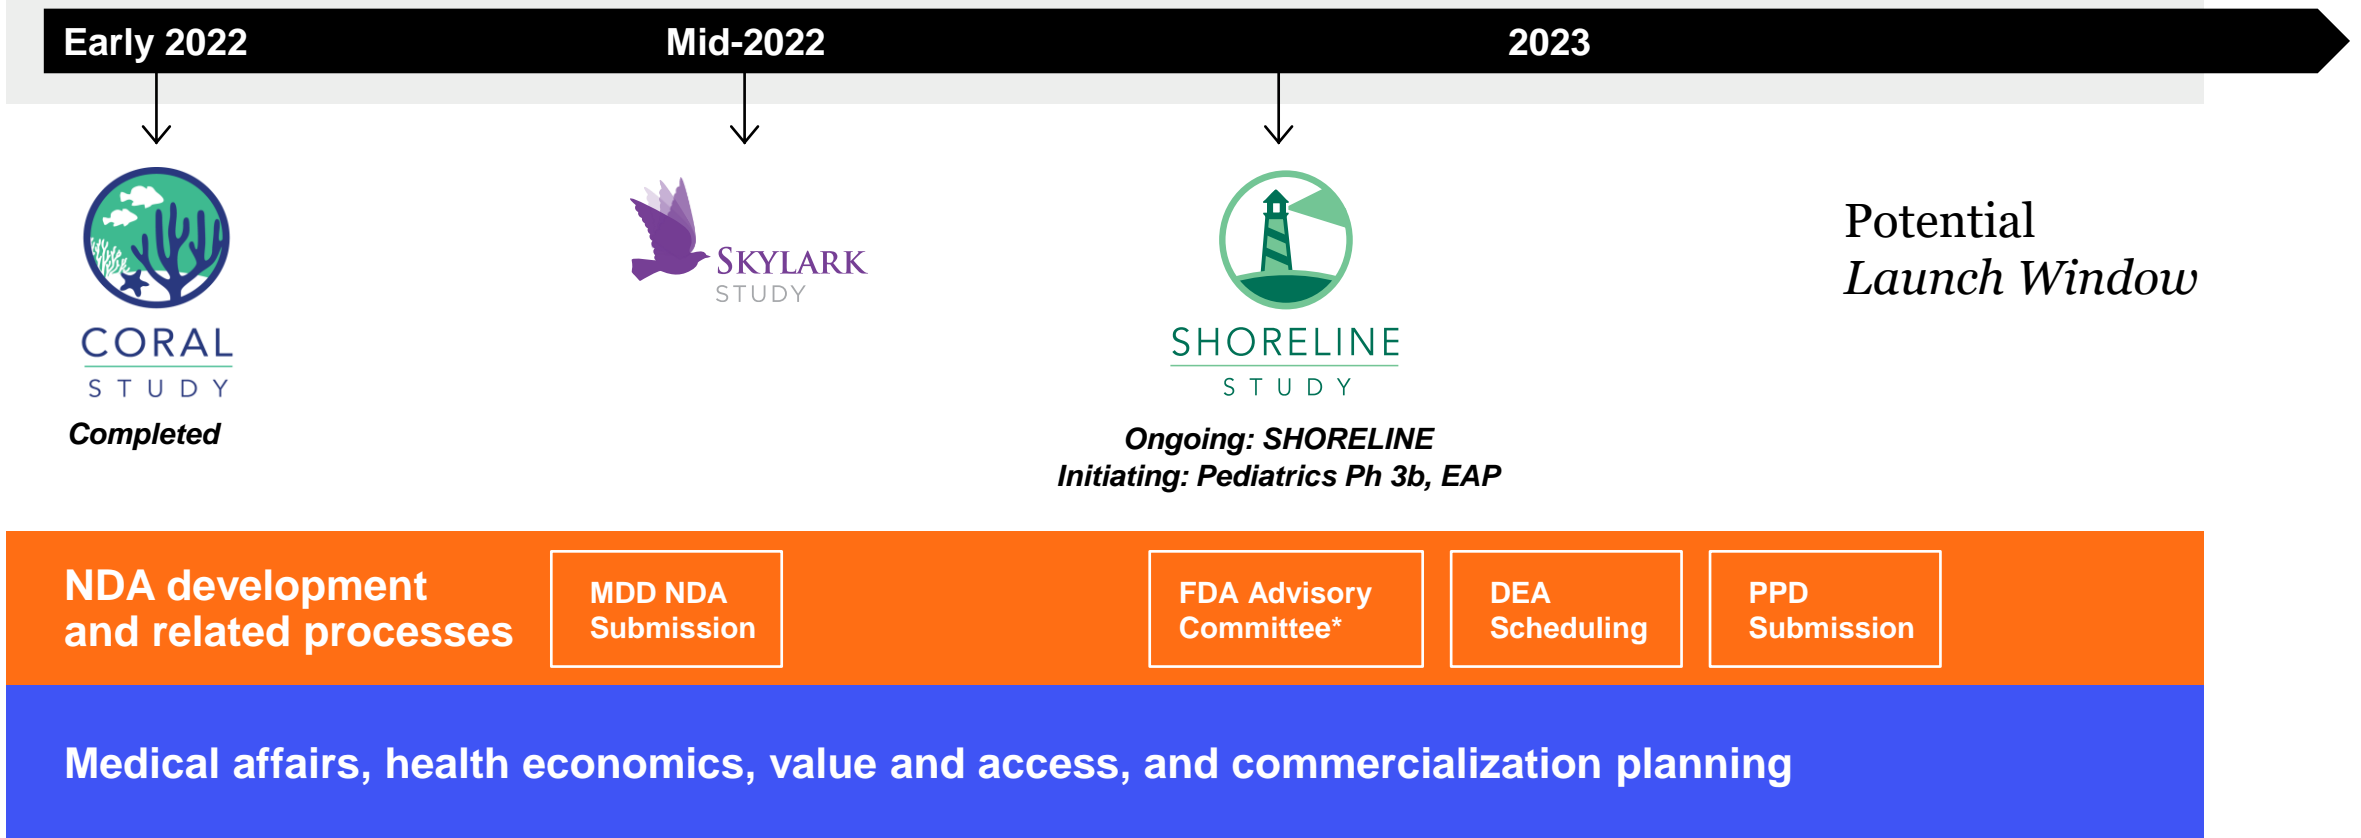 Early 2022
Mid-2022
2023
CORAL
STUDY
Completed
SKYLARK
STUDY
SHORELINE
STUDY
Ongoing: SHORELINE
Initiating: Pediatrics Ph 3b, EAP
Potential
Launch Window
NDA development
and related processes
MDD NDA
Submission
FDA Advisory
Committee*
DEA
Scheduling
PPD
Submission
Medical affairs, health economics, value and access, and commercialization planning